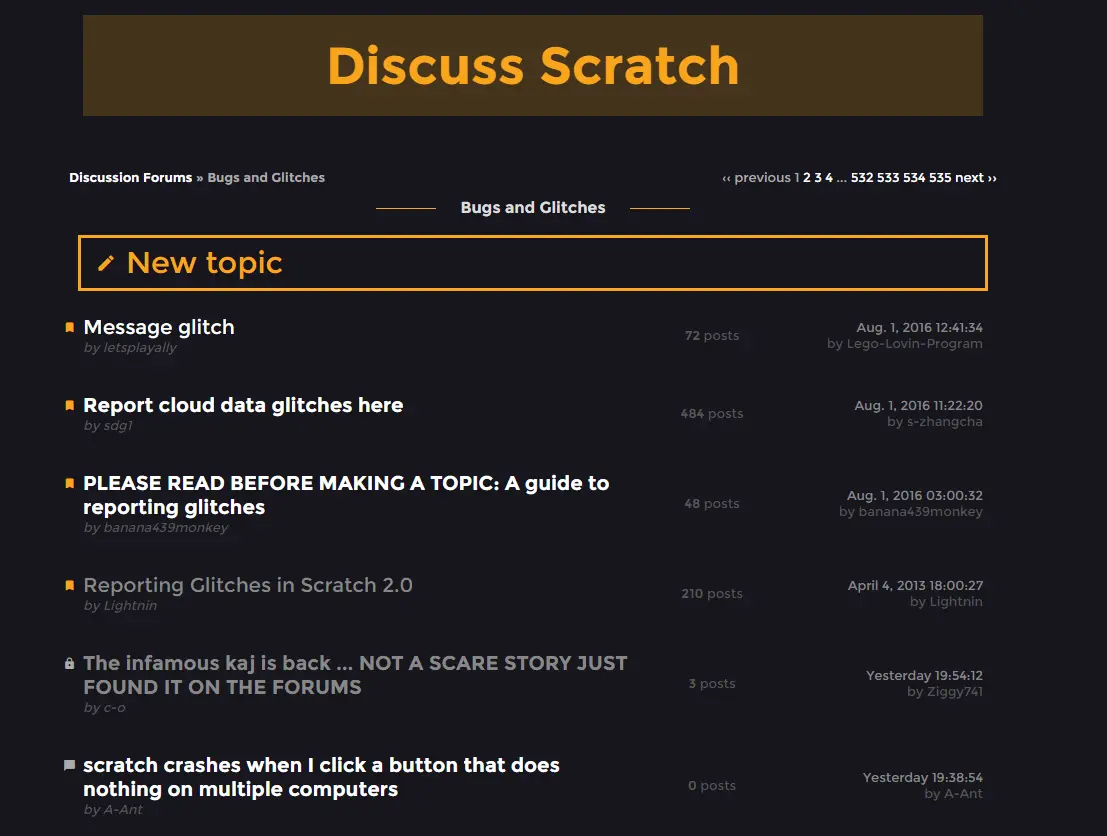 Discuss Scratch
Discussion Forums » Bugs and Glitches
‹‹ previous 1 2 3 4 ... 532 533 534 535 next ››
Bugs and Glitches
New topic
Message glitch
by letsplayally
72 posts
Aug. 1, 2016 12:41:34
by Lego-Lovin-Program
Report cloud data glitches here
by sdg1
484 posts
Aug. 1, 2016 11:22:20
by s-zhangcha
PLEASE READ BEFORE MAKING A TOPIC: A guide to
reporting glitches
by banana439monkey
48 posts
Aug. 1, 2016 03:00:32
by banana439monkey
Reporting Glitches in Scratch 2.0
by Lightnin
210 posts
April 4, 2013 18:00:27
by Lightnin
The infamous kaj is back ... NOT A SCARE STORY JUST
FOUND IT ON THE FORUMS
by c-o
3 posts
Yesterday 19:54:12
by Ziggy741
scratch crashes when I click a button that does
nothing on multiple computers
by A-Ant
0 posts
Yesterday 19:38:54
by A-Ant